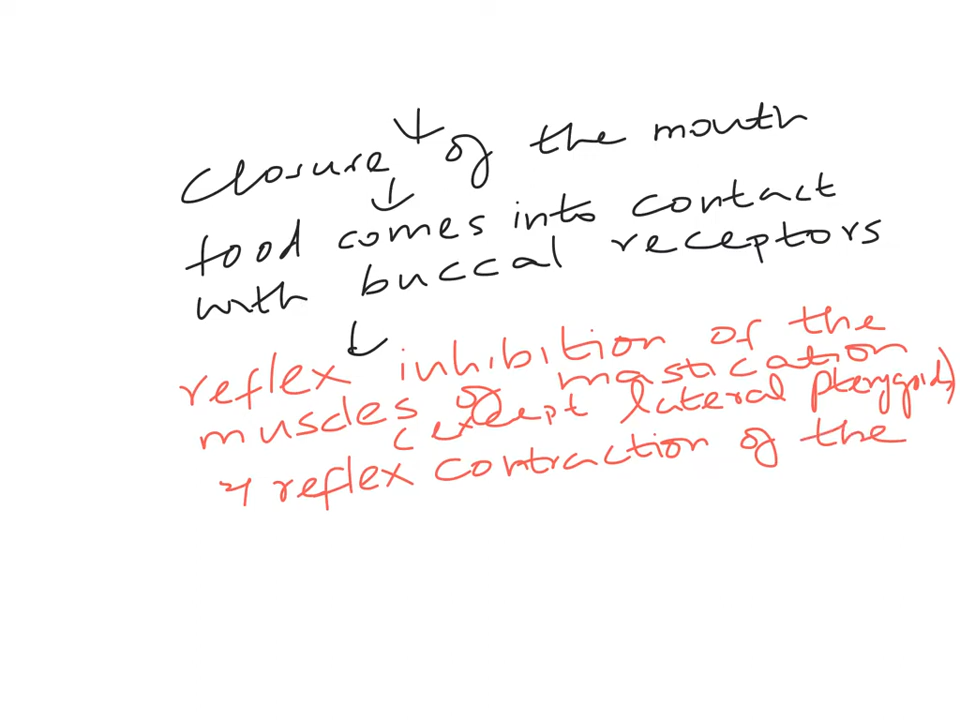 ↓
closure of the mouth
↓
food comes into contact
with buccal receptors
↓
reflex inhibition of the
muscles of mastication
(except lateral pterygoid)
4 reflex contraction of the